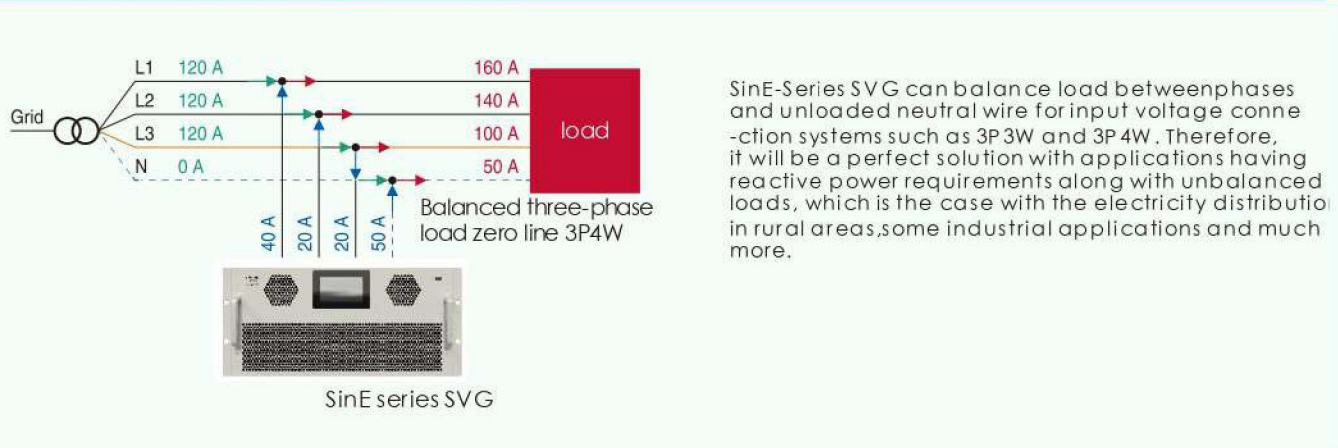 L1 120 A 160 A
L2 120 A 140 A
Grid
L3 120 A 100 A
load
N 0 A 50 A
40 A 20 A 20 A 50 A
Balanced three-phase
load zero line 3P4W
SinE series SVG
SinE-Series SVG can balance load betweenphases
and unloaded neutral wire for input voltage conne
-ction systems such as 3P3W and 3P4W. Therefore,
it will be a perfect solution with applications having
reactive power requirements along with unbalanced
loads, which is the case with the electricity distributio
in rural areas,some industrial applications and much
more.